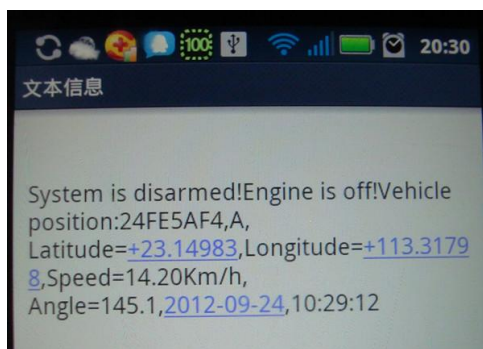 100 20:30
文本信息
System is disarmed!Engine is off!Vehicle
position:24FE5AF4,A,
Latitude=+23.14983,Longitude=+113.3179
8,Speed=14.20Km/h,
Angle=145.1,2012-09-24,10:29:12